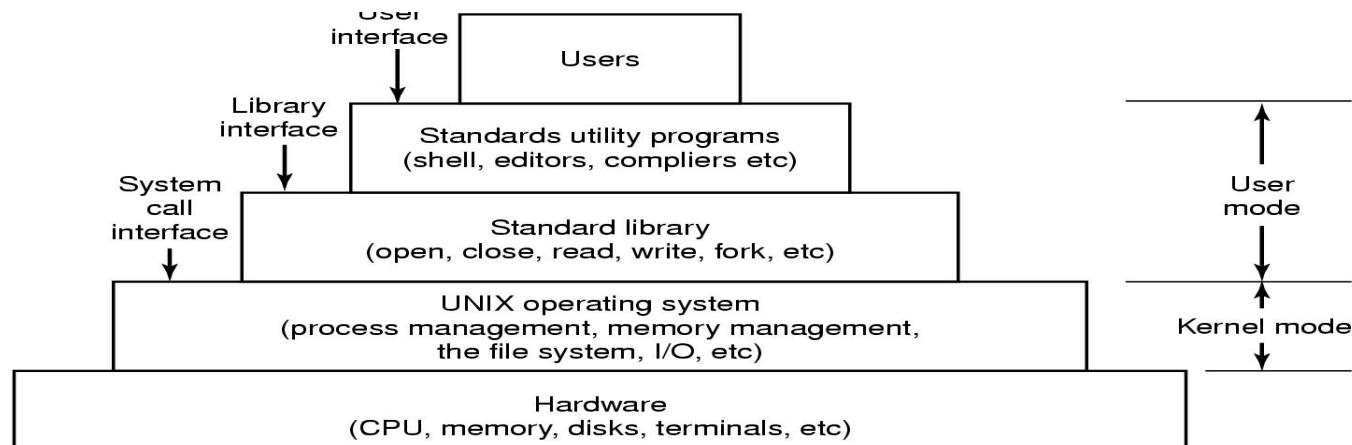 User
interface
Users
Library
interface
Standards utility programs
(shell, editors, compliers etc)
System
call
interface
User
mode
Standard library
(open, close, read, write, fork, etc)
UNIX operating system
(process management, memory management,
the file system, I/O, etc)
Kernel mode
Hardware
(CPU, memory, disks, terminals, etc)